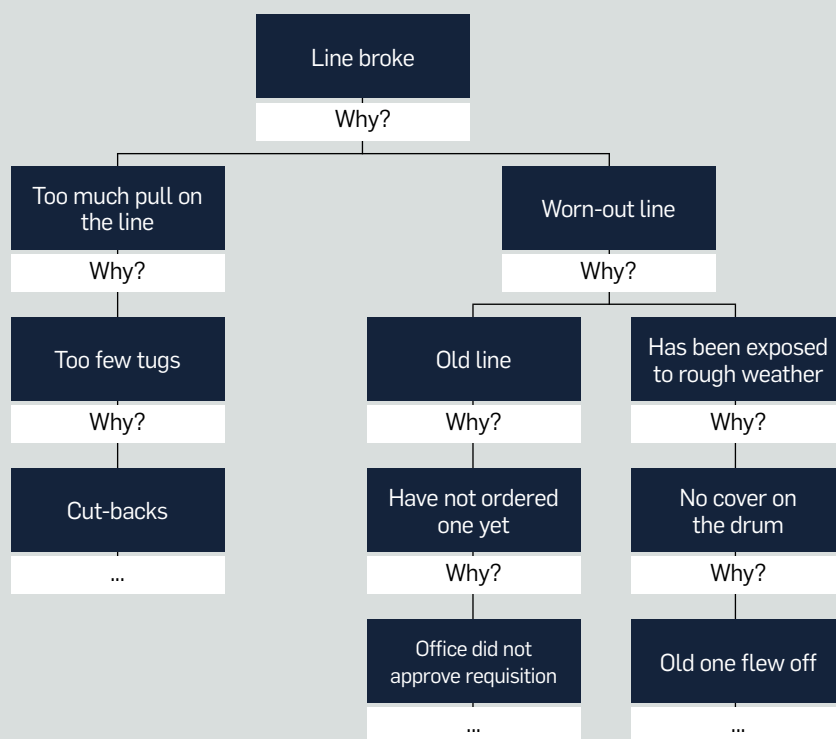 Line broke
Why?
Too much pull on
the line
Why?
Worn-out line
Why?
Too few tugs
Why?
Old line
Why?
Has been exposed
to rough weather
Why?
Cut-backs
...
Have not ordered
one yet
Why?
No cover on
the drum
Why?
Office did not
approve requisition
...
Old one flew off
...